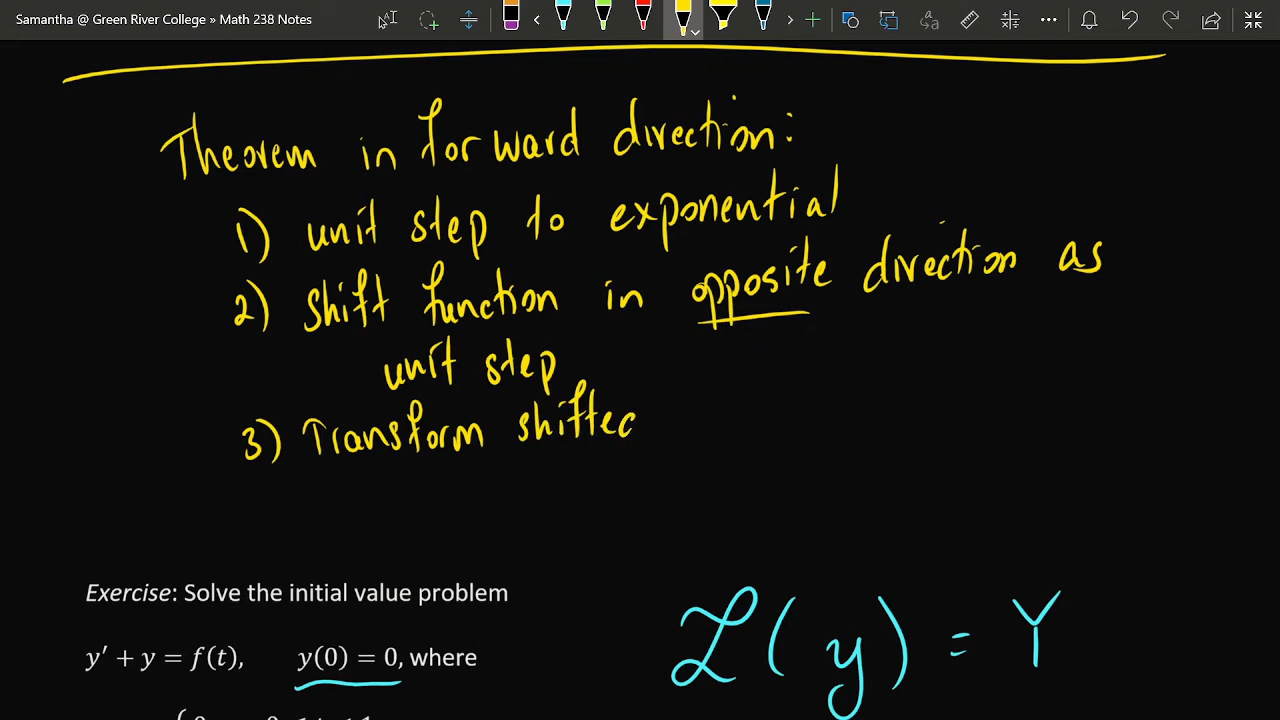 Samantha @ Green River College » Math 238 Notes
Theorem in forward direction:
1) unit step to exponential
2) shift function in opposite direction as
unit step
3) Transform shifted
Exercise: Solve the initial value problem
y′ + y = f(t), y(0) = 0, where
ℒ(y) = Y